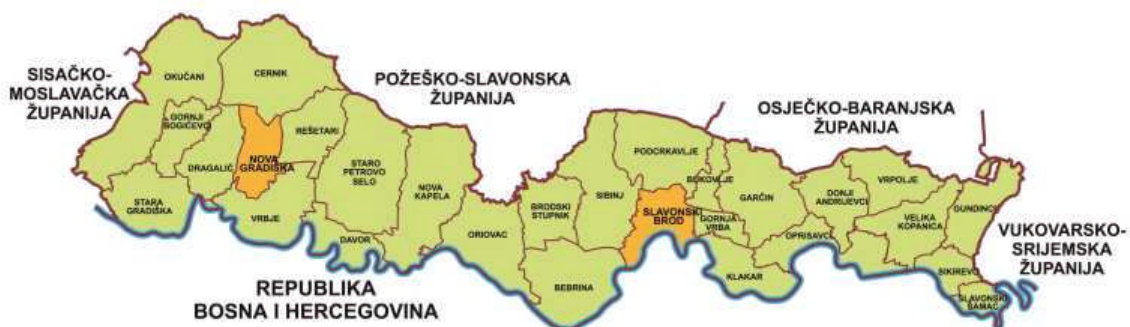 SISAČKO-
MOSLAVAČKA
ŽUPANIJA
OKUČANI
CERNIK
POŽEŠKO-SLAVONSKA
ŽUPANIJA
OSJEČKO-BARANJSKA
ŽUPANIJA
GORNJI
BOGIĆEVCI
REŠETARI
DRAGALIĆ
NOVA
GRADIŠKA
STARO
PETROVO
SELO
NOVA
KAPELA
STARA
GRADIŠKA
VRBJE
DAVOR
ORIOVAC
BRODSKI
STUPNIK
SIBINJ
PODCRKAVLJE
BUKOVLJE
SLAVONSKI
BROD
GORNJA
VRBA
GARČIN
KLAKAR
BEBRINA
OPRISAVCI
DONJI
ANDRIJEVCI
VRPOLJE
VELIKA
KOPANICA
GUNDINCI
SIKIREVCI
SLAVONSKI
ŠAMAC
VUKOVARSKO-
SRIJEMSKA
ŽUPANIJA
REPUBLIKA
BOSNA I HERCEGOVINA